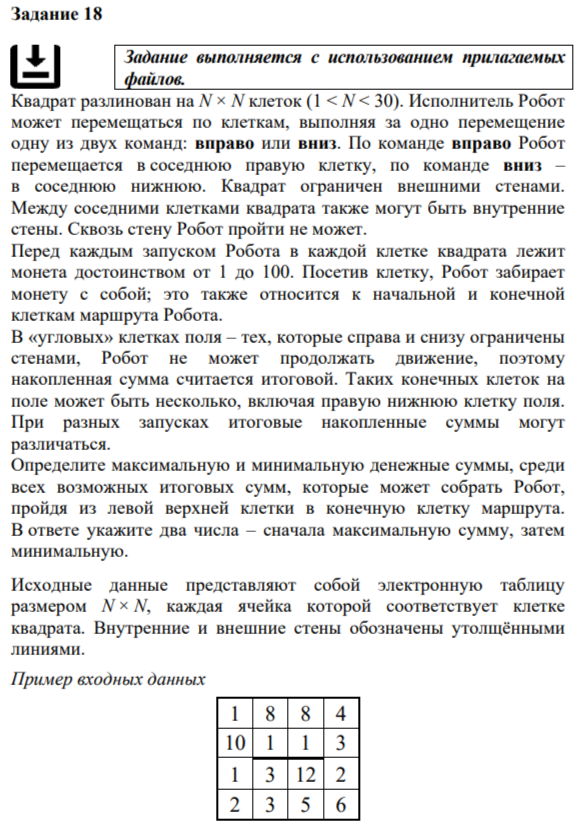 Задание 18
Задание выполняется с использованием прилагаемых
файлов.
Квадрат разлинован на N × N клеток (1 < N < 30). Исполнитель Робот
может перемещаться по клеткам, выполняя за одно перемещение
одну из двух команд: вправо или вниз. По команде вправо Робот
перемещается в соседнюю правую клетку, по команде вниз –
в соседнюю нижнюю. Квадрат ограничен внешними стенами.
Между соседними клетками квадрата также могут быть внутренние
стены. Сквозь стену Робот пройти не может.
Перед каждым запуском Робота в каждой клетке квадрата лежит
монета достоинством от 1 до 100. Посетив клетку, Робот забирает
монету с собой; это также относится к начальной и конечной
клеткам маршрута Робота.
В «угловых» клетках поля – тех, которые справа и снизу ограничены
стенами, Робот не может продолжать движение, поэтому
накопленная сумма считается итоговой. Таких конечных клеток на
поле может быть несколько, включая правую нижнюю клетку поля.
При разных запусках итоговые накопленные суммы могут
различаться.
Определите максимальную и минимальную денежные суммы, среди
всех возможных итоговых сумм, которые может собрать Робот,
пройдя из левой верхней клетки в конечную клетку маршрута.
В ответе укажите два числа – сначала максимальную сумму, затем
минимальную.
Исходные данные представляют собой электронную таблицу
размером N × N, каждая ячейка которой соответствует клетке
квадрата. Внутренние и внешние стены обозначены утолщёнными
линиями.
Пример входных данных
1 8 8 4
10 1 1 3
1 3 12 2
2 3 5 6